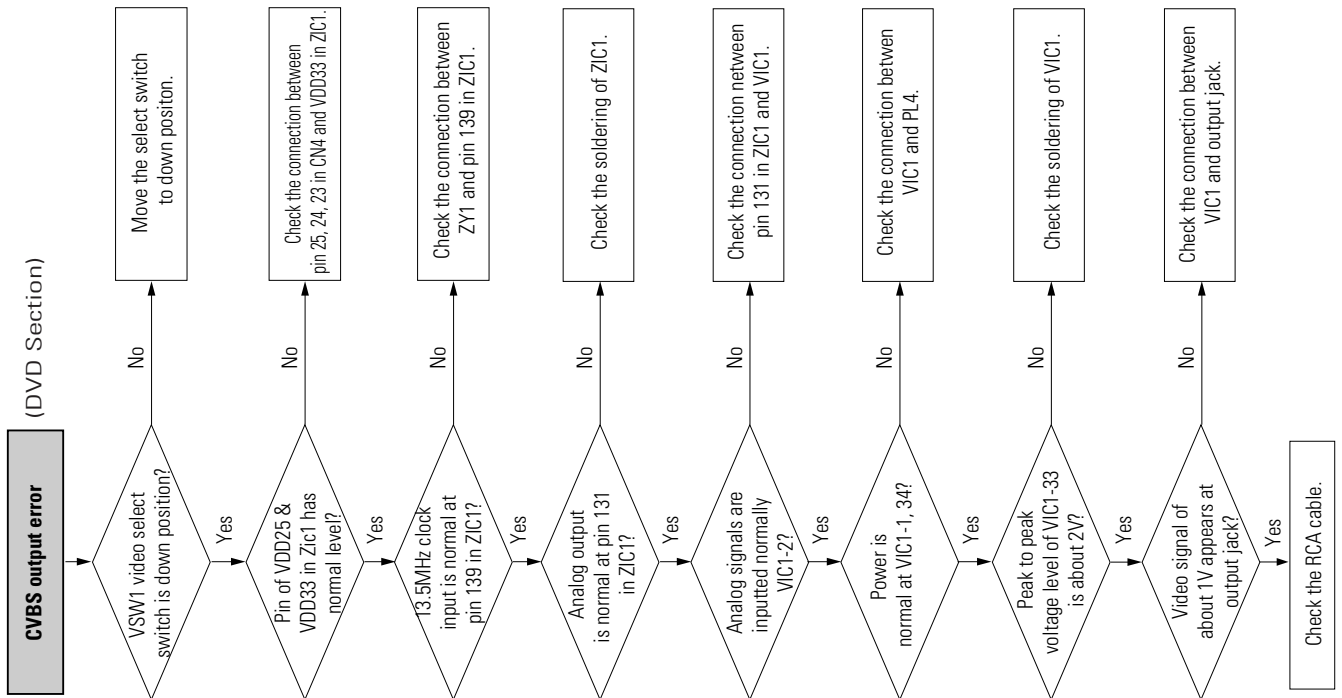 CVBS output error
(DVD Section)
VSW1 video select
switch is down position?
No
Move the select switch
to down positon.
Yes
Pin of VDD25 &
VDD33 in Zic1 has
normal level?
No
Check the connection between
pin 25, 24, 23 in CN4 and VDD33 in ZIC1.
Yes
13.5MHz clock
input is normal at
pin 139 in ZIC1?
No
Check the connection between
ZY1 and pin 139 in ZIC1.
Yes
Analog output
is normal at pin 131
in ZIC1?
No
Check the soldering of ZIC1.
Yes
Analog signals are
inputted normally
VIC1-2?
No
Check the connection netween
pin 131 in ZIC1 and VIC1.
Yes
Power is
normal at VIC1-1, 34?
No
Check the connection between
VIC1 and PL4.
Yes
Peak to peak
voltage level of VIC1-33
is about 2V?
No
Check the soldering of VIC1.
Yes
Video signal of
about 1V appears at
output jack?
No
Check the connection between
VIC1 and output jack.
Yes
Check the RCA cable.